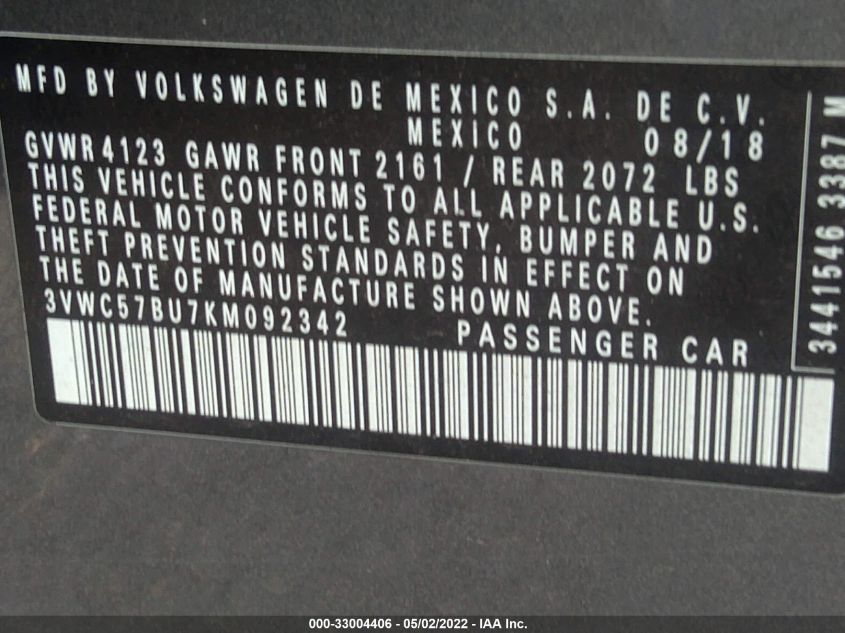 MFD BY VOLKSWAGEN DE MEXICO S.A. DE C.V.
MEXICO 08/18
GVWR4123 GAWR FRONT 2161 / REAR 2072 LBS
THIS VEHICLE CONFORMS TO ALL APPLICABLE U.S.
FEDERAL MOTOR VEHICLE SAFETY, BUMPER AND
THEFT PREVENTION STANDARDS IN EFFECT ON
THE DATE OF MANUFACTURE SHOWN ABOVE.
3VWC57BU7KM092342 PASSENGER CAR
3441546 3387 M
000-33004406 - 05/02/2022 - IAA Inc.